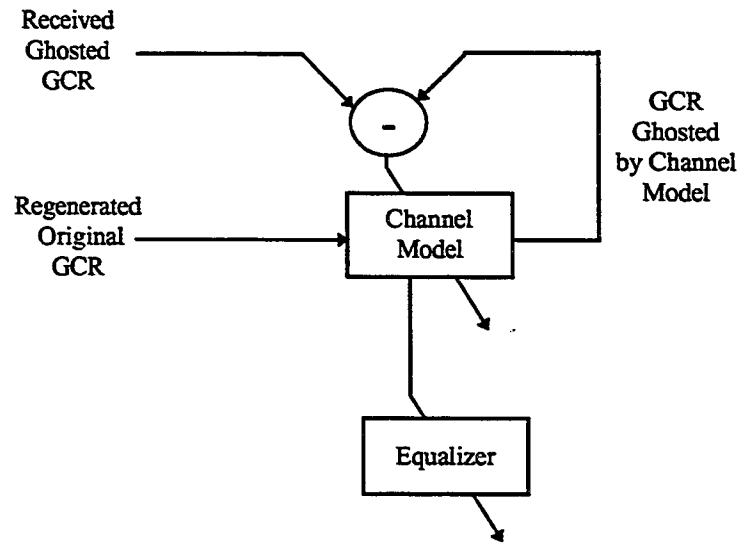 Received
Ghosted
GCR
-
GCR
Ghosted
by Channel
Model
Regenerated
Original
GCR
Channel
Model
Equalizer